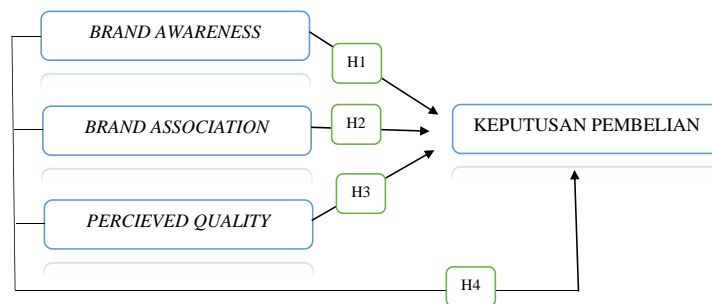 BRAND AWARENESS
H1
BRAND ASSOCIATION
H2
KEPUTUSAN PEMBELIAN
H3
PERCIEVED QUALITY
H4